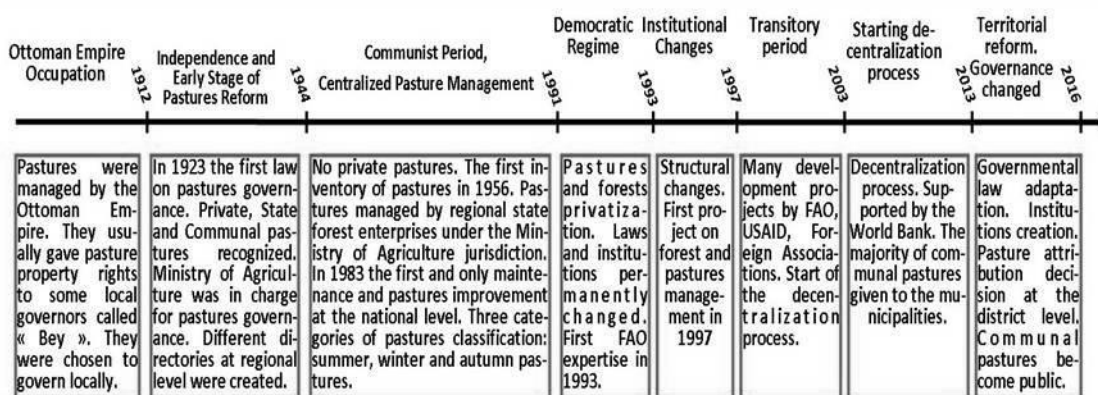 Ottoman Empire
Occupation
1912
Independence and
Early Stage of
Pastures Reform
1944
Communist Period,
Centralized Pasture Management
1991
Democratic
Regime
1993
Institutional
Changes
1997
Transitory
period
2003
Starting de-
centralization
process
2013
Territorial
reform.
Governance
changed
2016
Pastures were
managed by the
Ottoman Em-
pire. They usu-
ally gave pasture
property rights
to some local
governors called
« Bey ». They
were chosen to
govern locally.
In 1923 the first law
on pastures govern-
ance. Private, State
and Communal pas-
tures recognized.
Ministry of Agricul-
ture was in charge
for pastures govern-
ance. Different di-
rectories at regional
level were created.
No private pastures. The first in-
ventory of pastures in 1956. Pas-
tures managed by regional state
forest enterprises under the Min-
istry of Agriculture jurisdiction.
In 1983 the first and only mainte-
nance and pastures improvement
at the national level. Three cate-
gories of pastures classification:
summer, winter and autumn pas-
tures.
Pastures
and forests
privatiza-
tion. Laws
and institu-
tions per-
manently
changed.
First FAO
expertise in
1993.
Structural
changes.
First pro-
ject on
forest and
pastures
manage-
ment in
1997
Many devel-
opment pro-
jects by FAO,
USAID, For-
eign Associa-
tions. Start of
the decen-
tralization
process.
Decentralization
process. Sup-
ported by the
World Bank. The
majority of com-
munal pastures
given to the mu-
nicipalities.
Governmental
law adapta-
tion. Institu-
tions creation.
Pasture attri-
bution deci-
sion at the
district level.
Communal
pastures be-
come public.